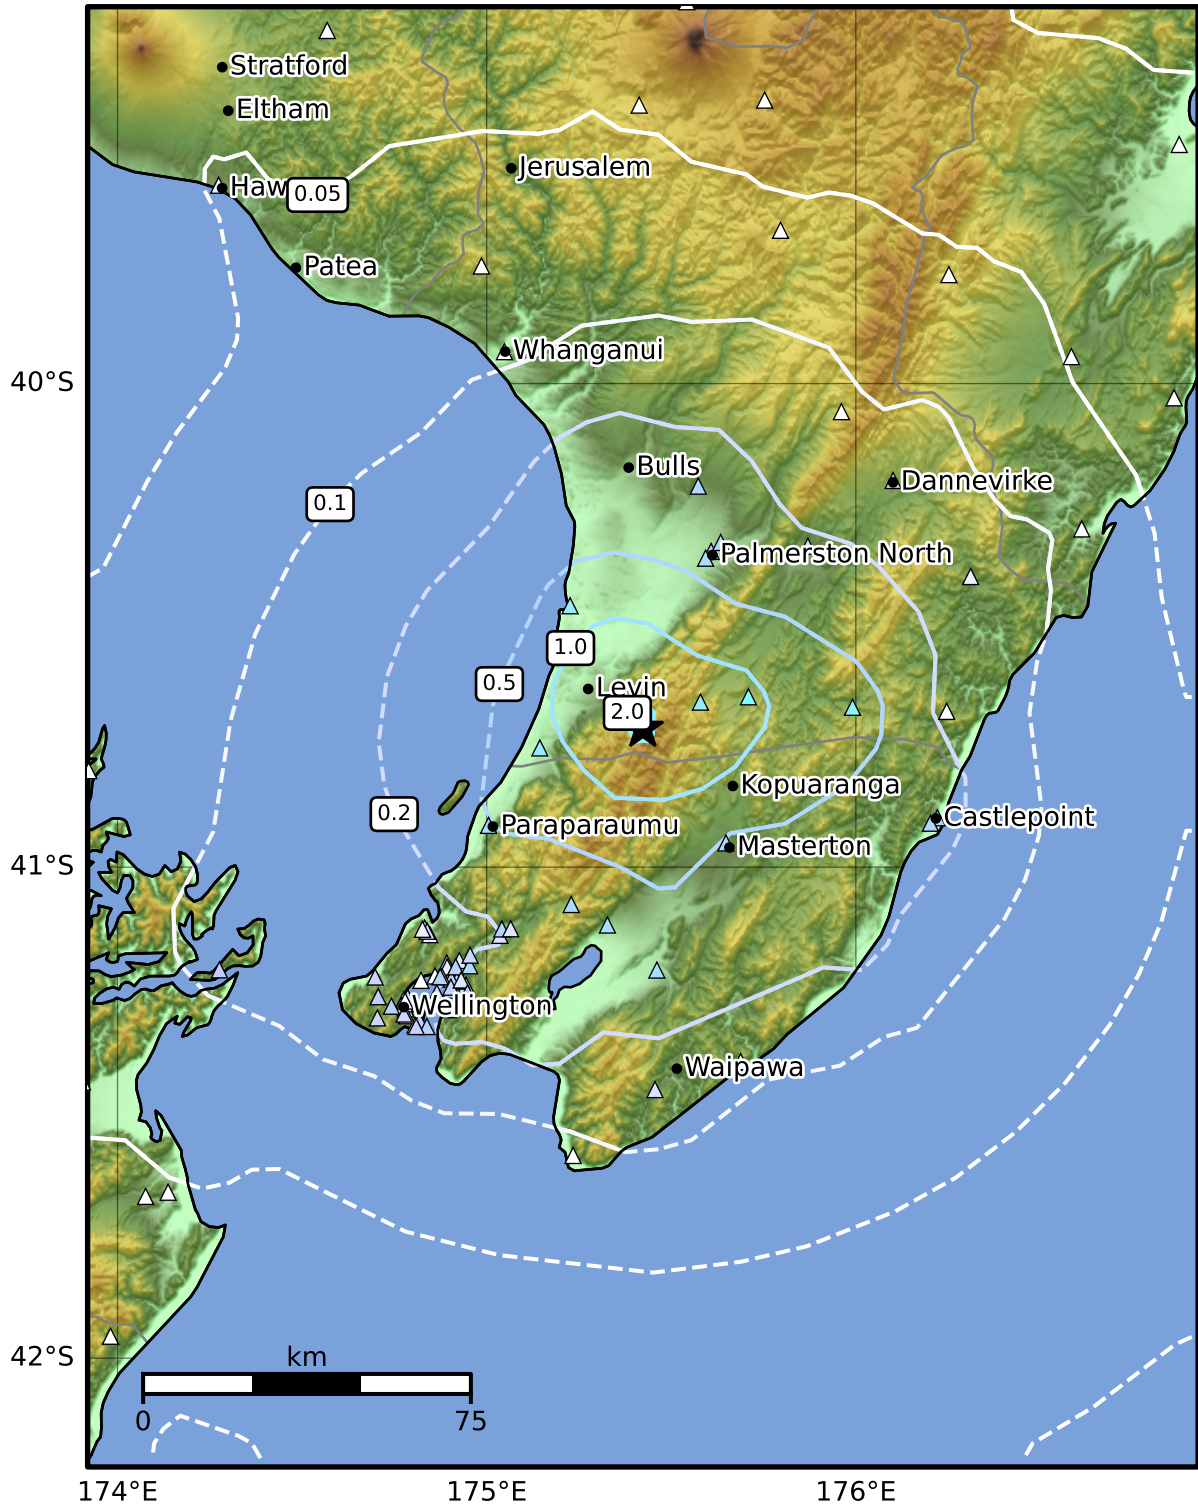 Stratford
Eltham
Jerusalem
Haw
0.05
Patea
Whanganui
40°S
Bulls
Dannevirke
0.1
Palmerston North
1.0
0.5
Levin
2.0
Kopuaranga
0.2
Castlepoint
Paraparaumu
Masterton
41°S
Wellington
Waipawa
42°S
km
0
75
174°E
175°E
176°E